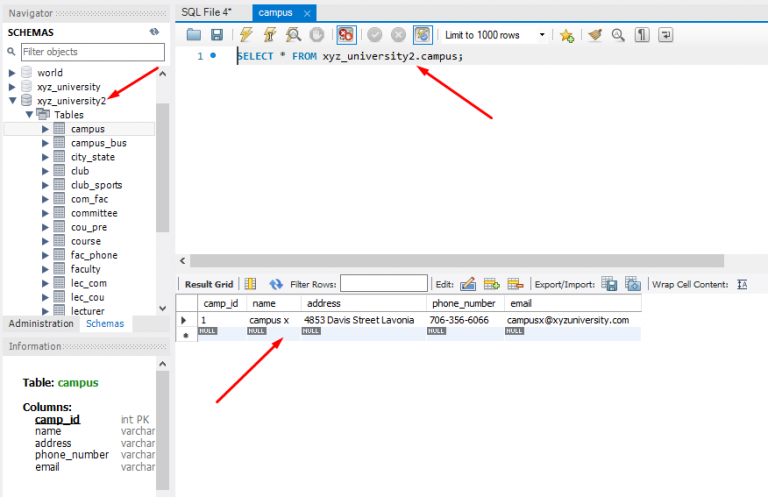 Navigator
SCHEMAS
Filter objects
world
xyz_university
xyz_university2
Tables
campus
campus_bus
city_state
club
club_sports
com_fac
committee
cou_pre
course
fac_phone
faculty
lec_com
lec_cou
lecturer
Administration Schemas
Information
Table: campus
Columns:
camp_id int PK
name varchar
address varchar
phone_number varchar
email varchar
SQL File 4* campus
Limit to 1000 rows
1 SELECT * FROM xyz_university2.campus;
Result Grid Filter Rows: Edit: Export/Import: Wrap Cell Content: IA
camp_id name address phone_number email
1 campus x 4853 Davis Street Lavonia 706-356-6066 campusx@xyzuniversity.com
NULL NULL NULL NULL NULL